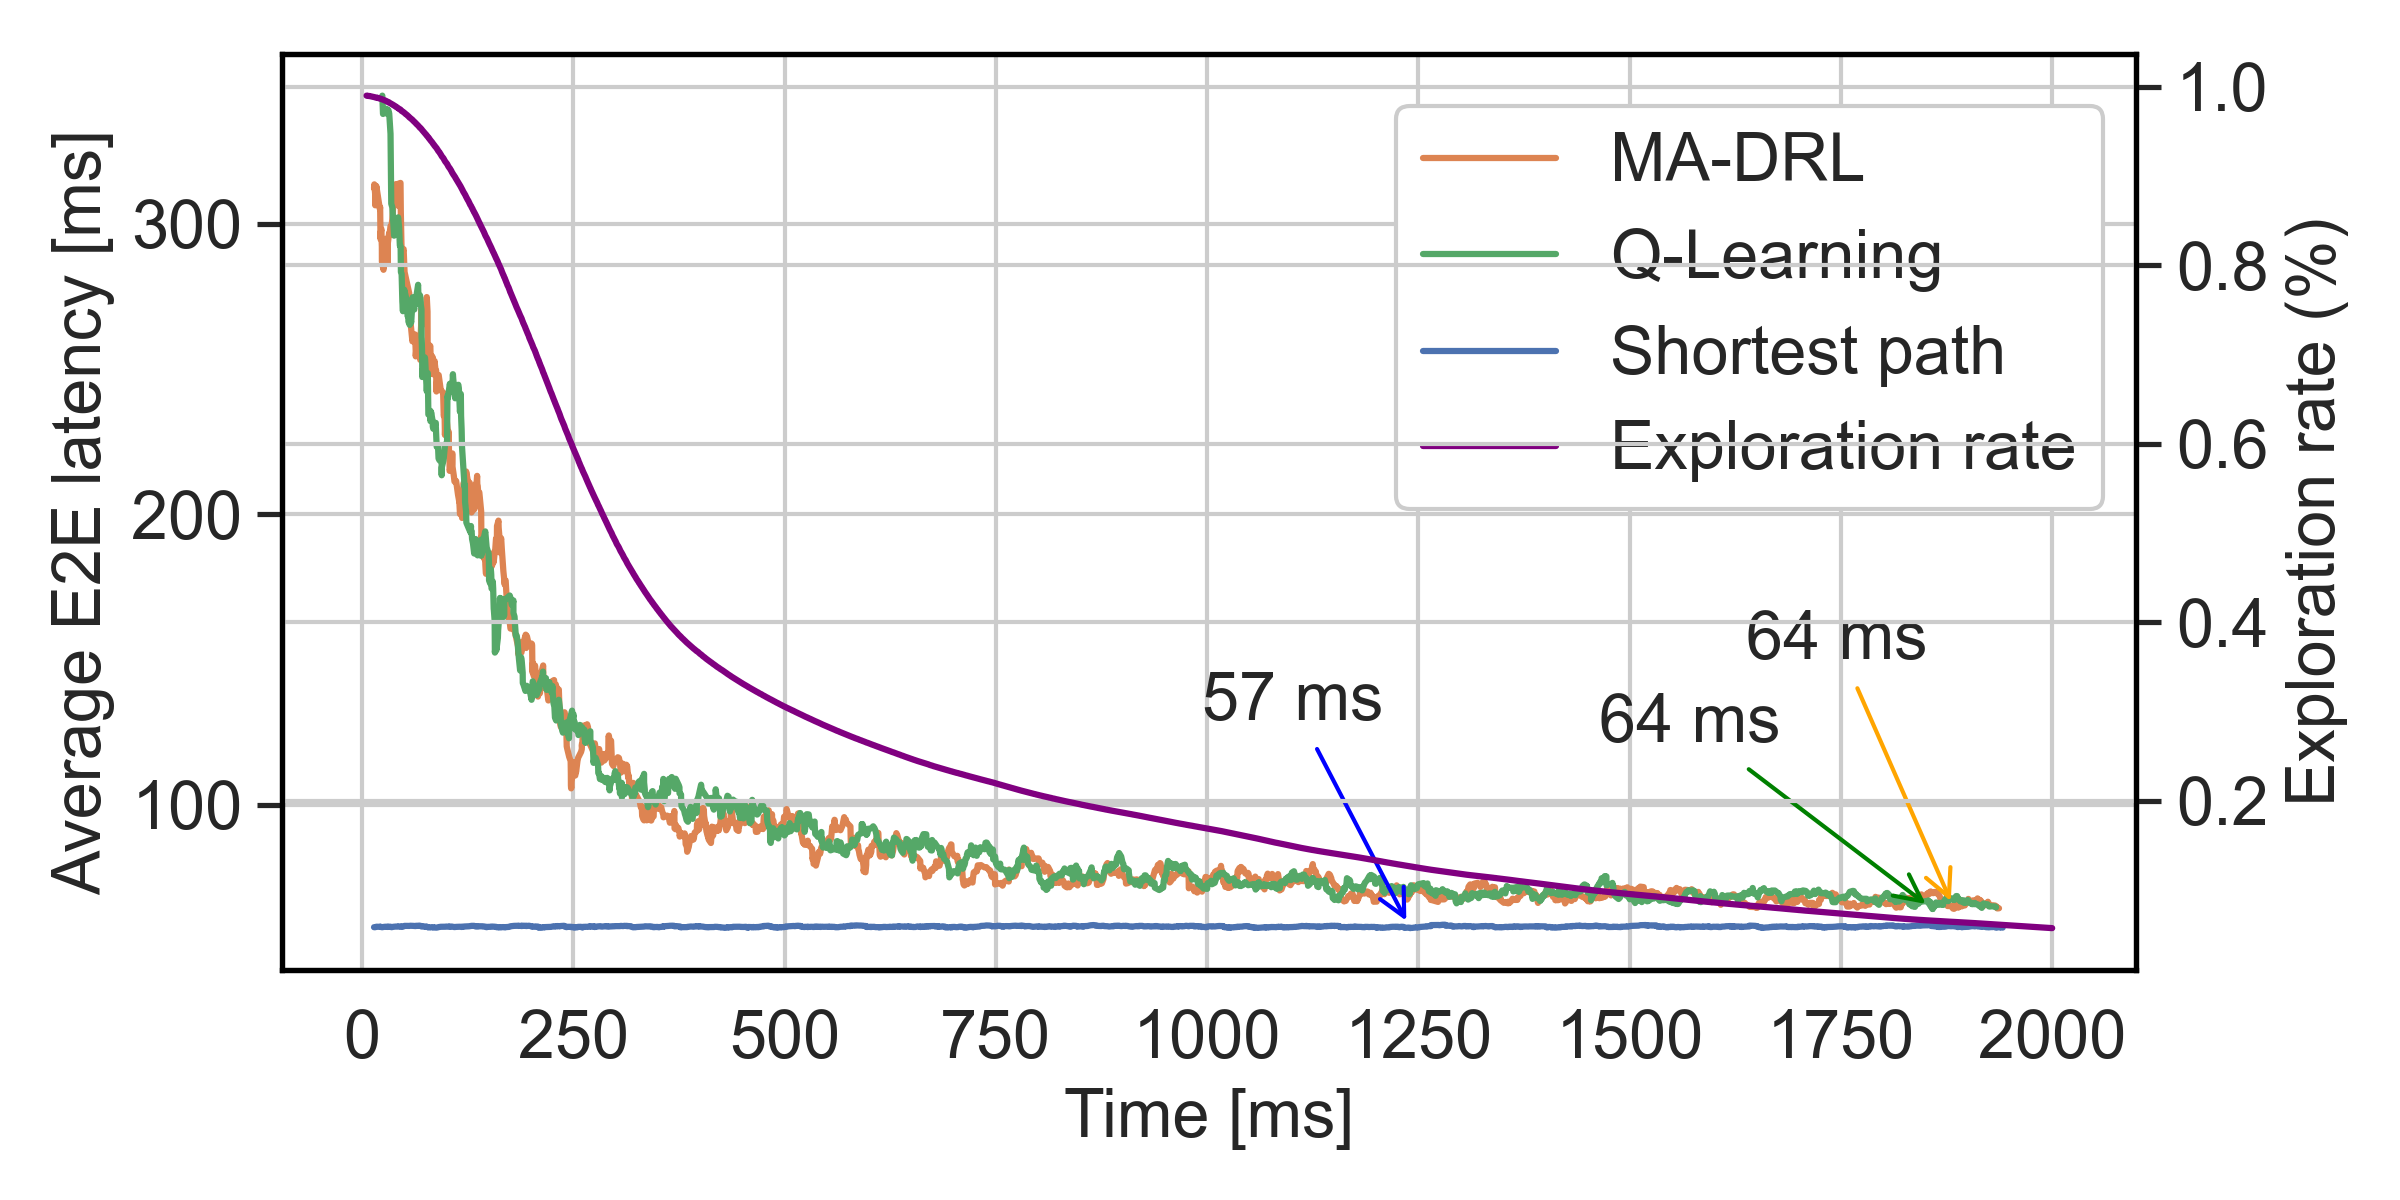 MA-DRL
Q-Learning
Shortest path
Exploration rate
57 ms
64 ms
64 ms
Average E2E latency [ms]
300
200
100
Exploration rate (%)
1.0
0.8
0.6
0.4
0.2
0 250 500 750 1000 1250 1500 1750 2000
Time [ms]